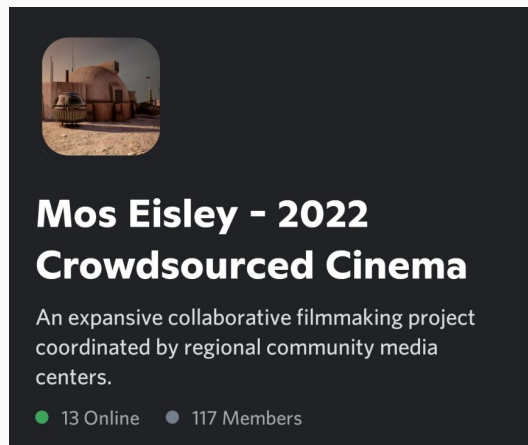 Mos Eisley - 2022
Crowdsourced Cinema
An expansive collaborative filmmaking project
coordinated by regional community media
centers.
13 Online 117 Members